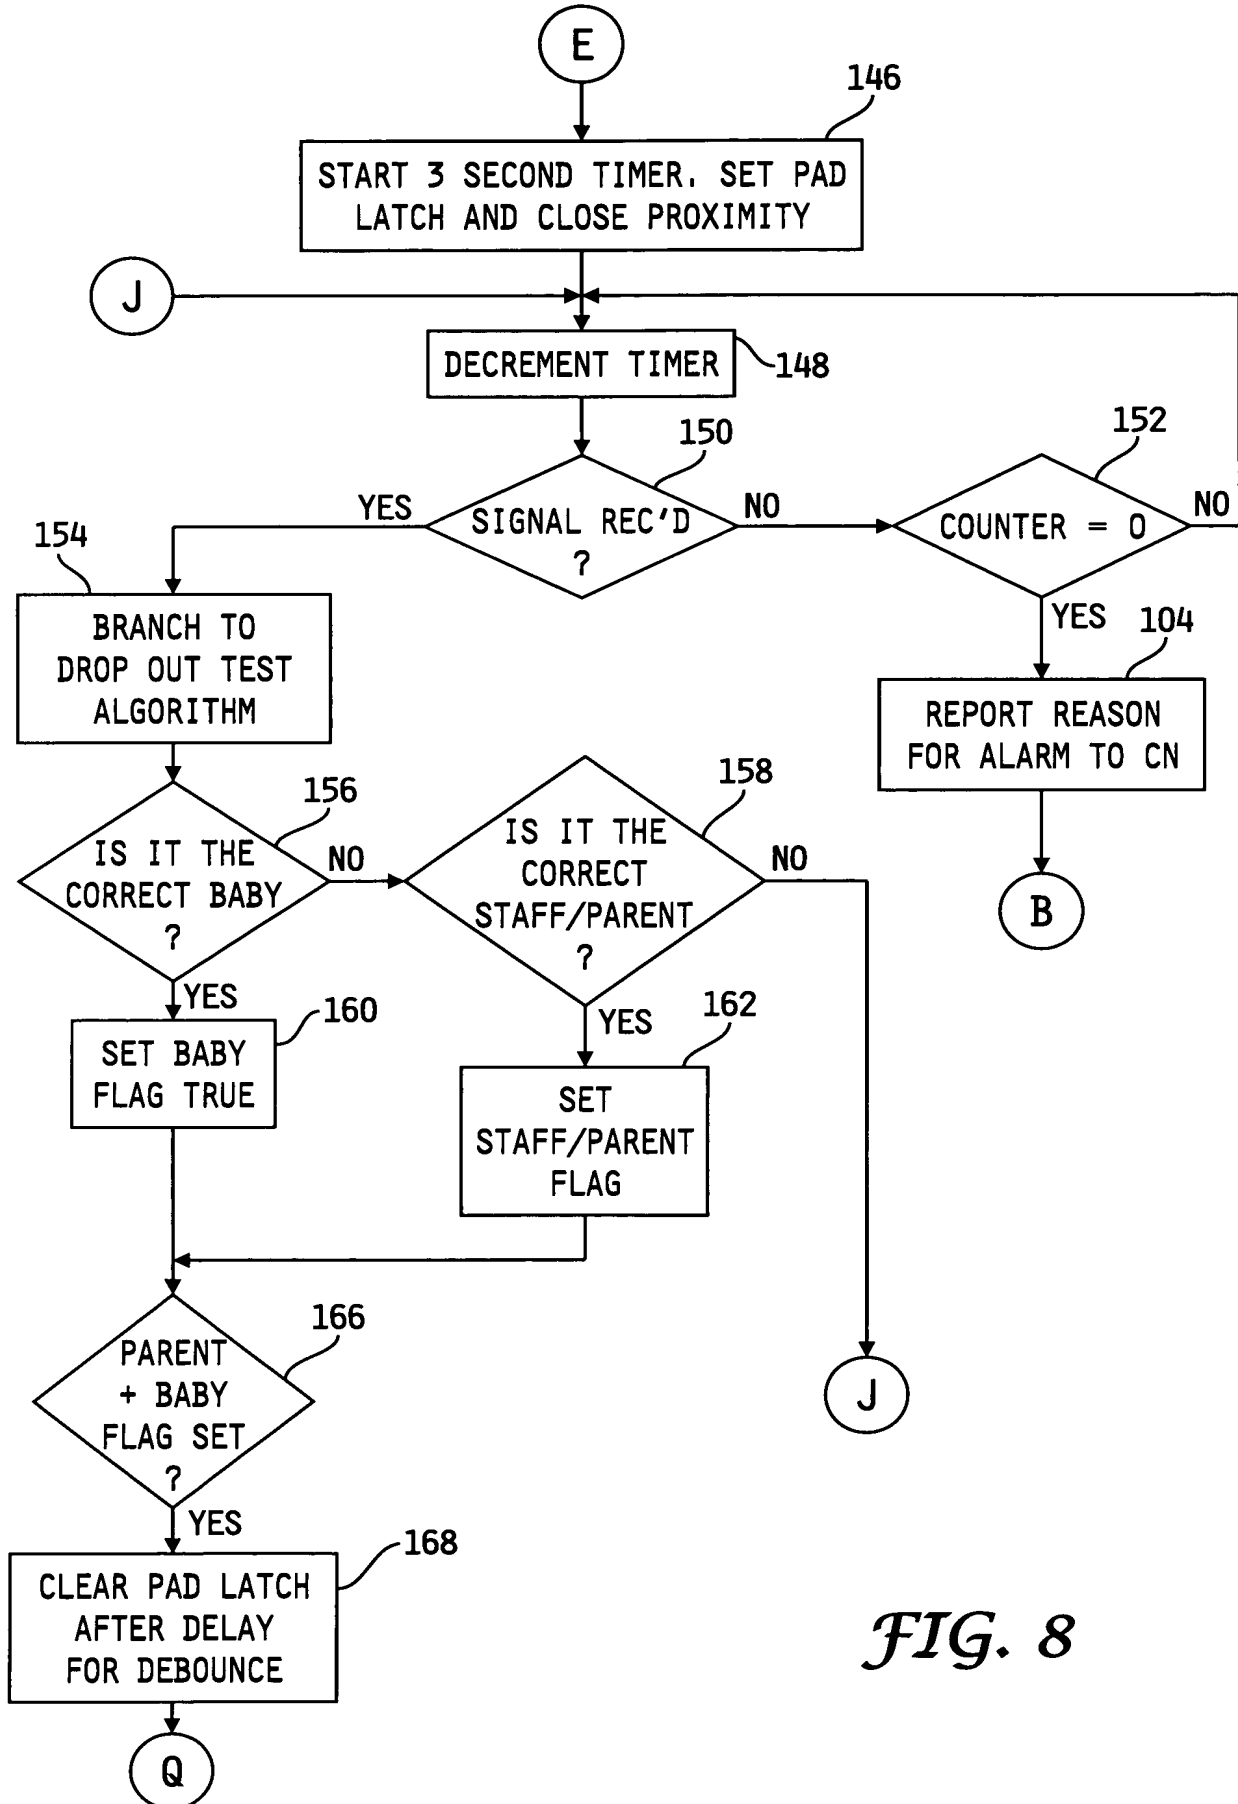 E
146
START 3 SECOND TIMER. SET PAD
LATCH AND CLOSE PROXIMITY
J
DECREMENT TIMER
148
150
152
YES
SIGNAL REC'D
?
NO
COUNTER = 0
NO
154
BRANCH TO
DROP OUT TEST
ALGORITHM
YES
104
REPORT REASON
FOR ALARM TO CN
B
156
IS IT THE
CORRECT BABY
?
NO
158
IS IT THE
CORRECT
STAFF/PARENT
?
NO
YES
160
SET BABY
FLAG TRUE
YES
162
SET
STAFF/PARENT
FLAG
166
PARENT
+ BABY
FLAG SET
?
J
YES
168
CLEAR PAD LATCH
AFTER DELAY
FOR DEBOUNCE
Q
FIG. 8